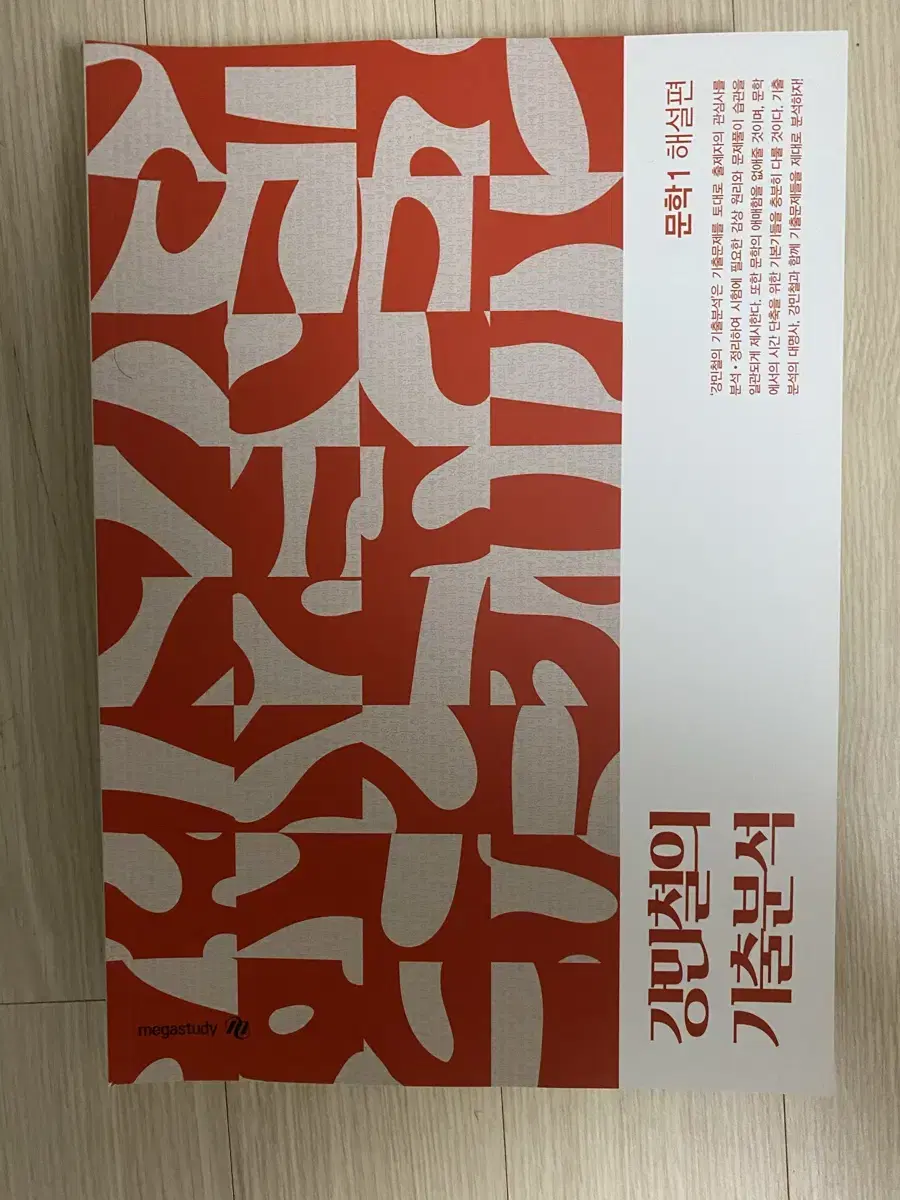 megastudy
강민철의
기출분석
문학 1 해설편
'강민철의 기출분석'은 기출문제를 토대로 출제자의 관심사를
분석・정리하여 시험에 필요한 감상 원리와 문제풀이 습관을
일관되게 제시한다. 또한 문학의 애매함을 없애줄 것이며, 문학
에서의 시간 단축을 위한 기본기들을 충분히 다룰 것이다. 기출
분석의 대명사, 강민철과 함께 기출문제들을 제대로 분석하자!